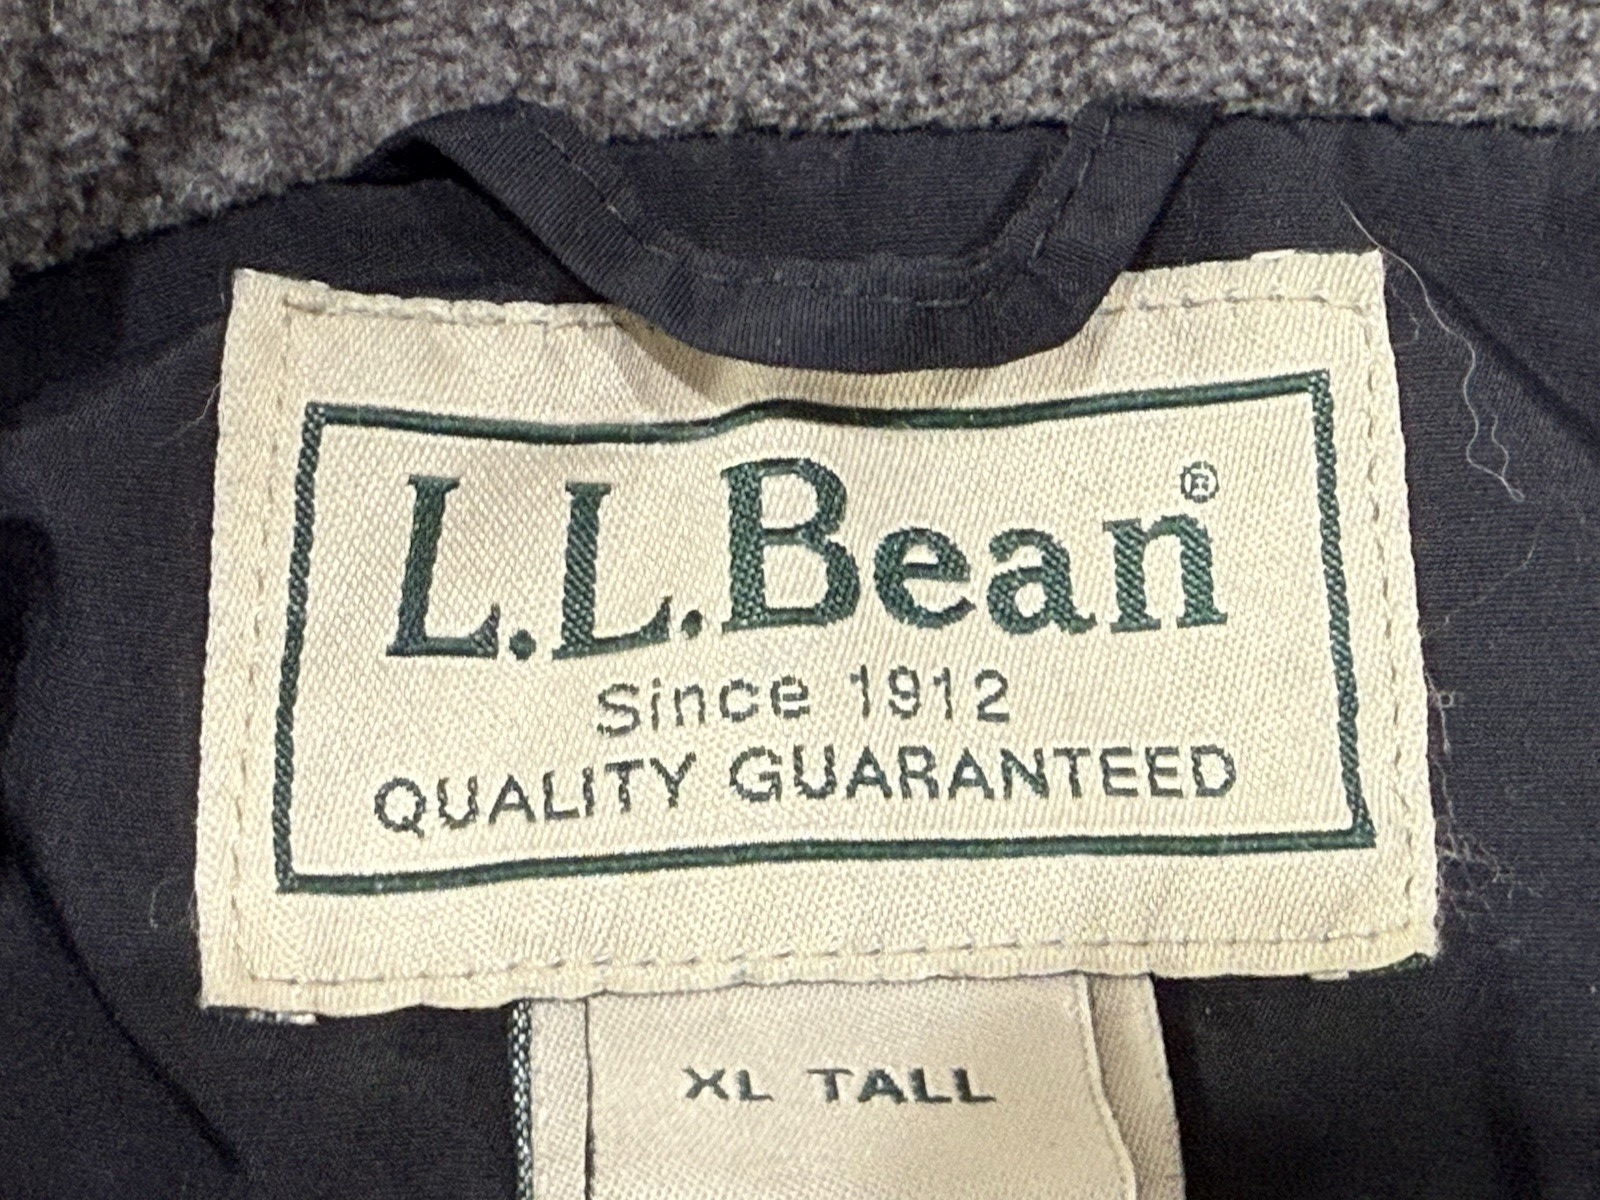 L.L.Bean®
Since 1912
QUALITY GUARANTEED
XL TALL